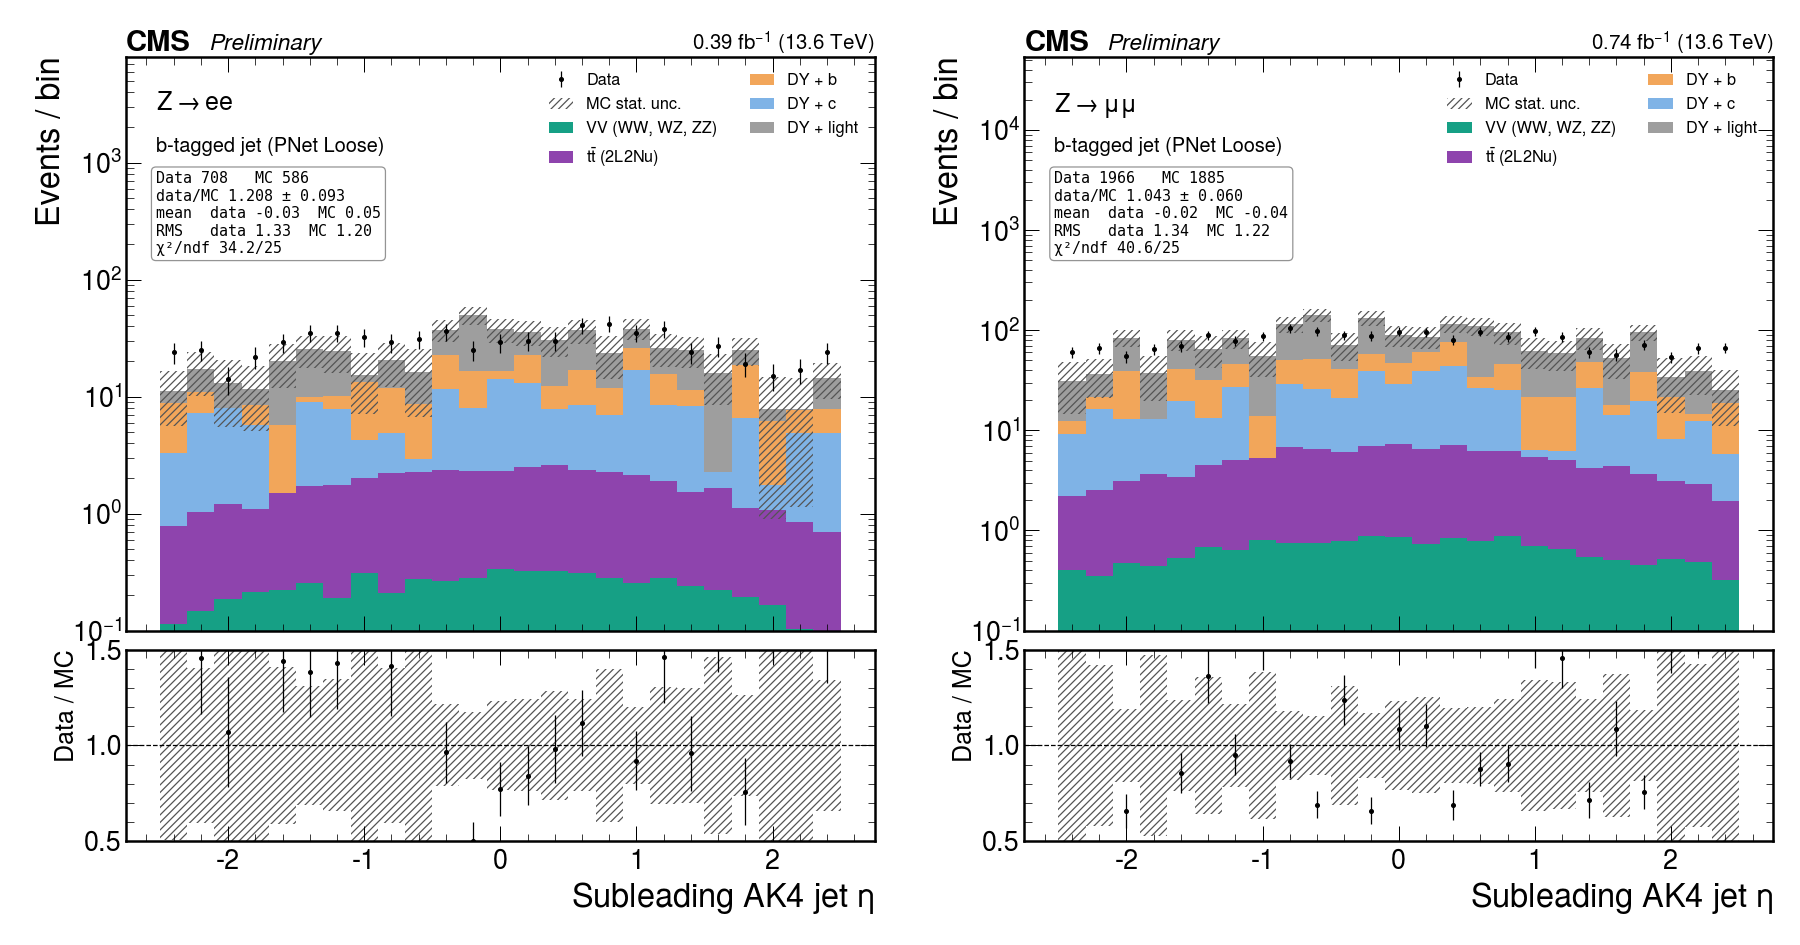 CMS Preliminary 0.39 fb⁻¹ (13.6 TeV)
Events / bin
Z → ee
b-tagged jet (PNet Loose)
Data 708   MC 586
data/MC 1.208 ± 0.093
mean  data -0.03  MC 0.05
RMS   data 1.33  MC 1.20
χ²/ndf 34.2/25
Data
MC stat. unc.
VV (WW, WZ, ZZ)
tt̄ (2L2Nu)
DY + b
DY + c
DY + light
10³
10²
10¹
10⁰
10⁻¹
Data / MC
1.5
1.0
0.5
-2 -1 0 1 2
Subleading AK4 jet η
CMS Preliminary 0.74 fb⁻¹ (13.6 TeV)
Events / bin
Z → μμ
b-tagged jet (PNet Loose)
Data 1966   MC 1885
data/MC 1.043 ± 0.060
mean  data -0.02  MC -0.04
RMS   data 1.34  MC 1.22
χ²/ndf 40.6/25
Data
MC stat. unc.
VV (WW, WZ, ZZ)
tt̄ (2L2Nu)
DY + b
DY + c
DY + light
10⁴
10³
10²
10¹
10⁰
10⁻¹
Data / MC
1.5
1.0
0.5
-2 -1 0 1 2
Subleading AK4 jet η